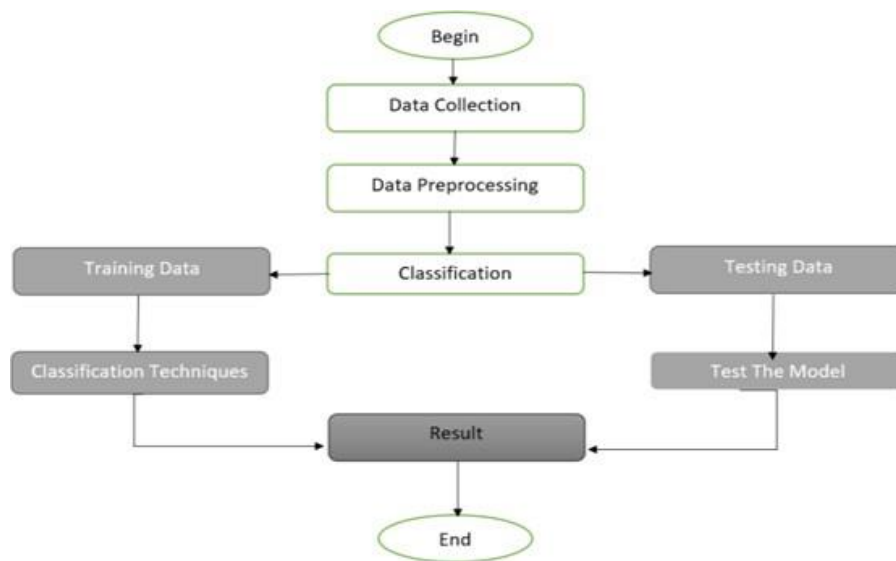 Begin
Data Collection
Data Preprocessing
Training Data
Classification
Testing Data
Classification Techniques
Test The Model
Result
End